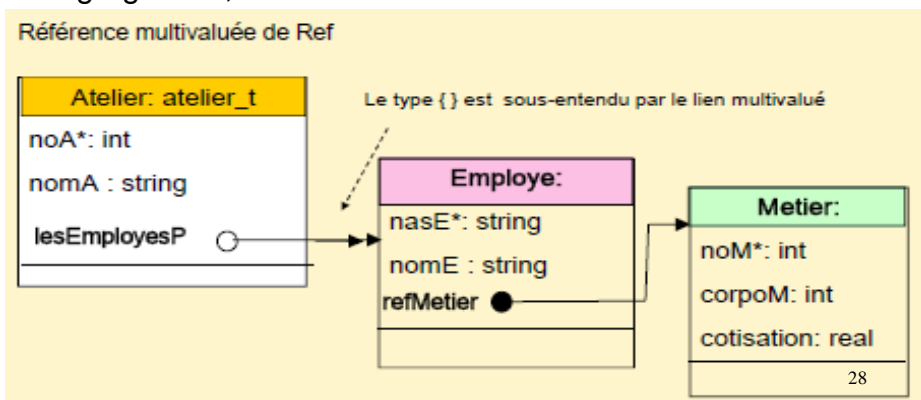 Référence multivaluée de Ref
Atelier: atelier_t
noA*: int
nomA : string
lesEmployesP
Le type { } est sous-entendu par le lien multivalué
Employe:
nasE*: string
nomE : string
refMetier
Metier:
noM*: int
corpoM: int
cotisation: real
28